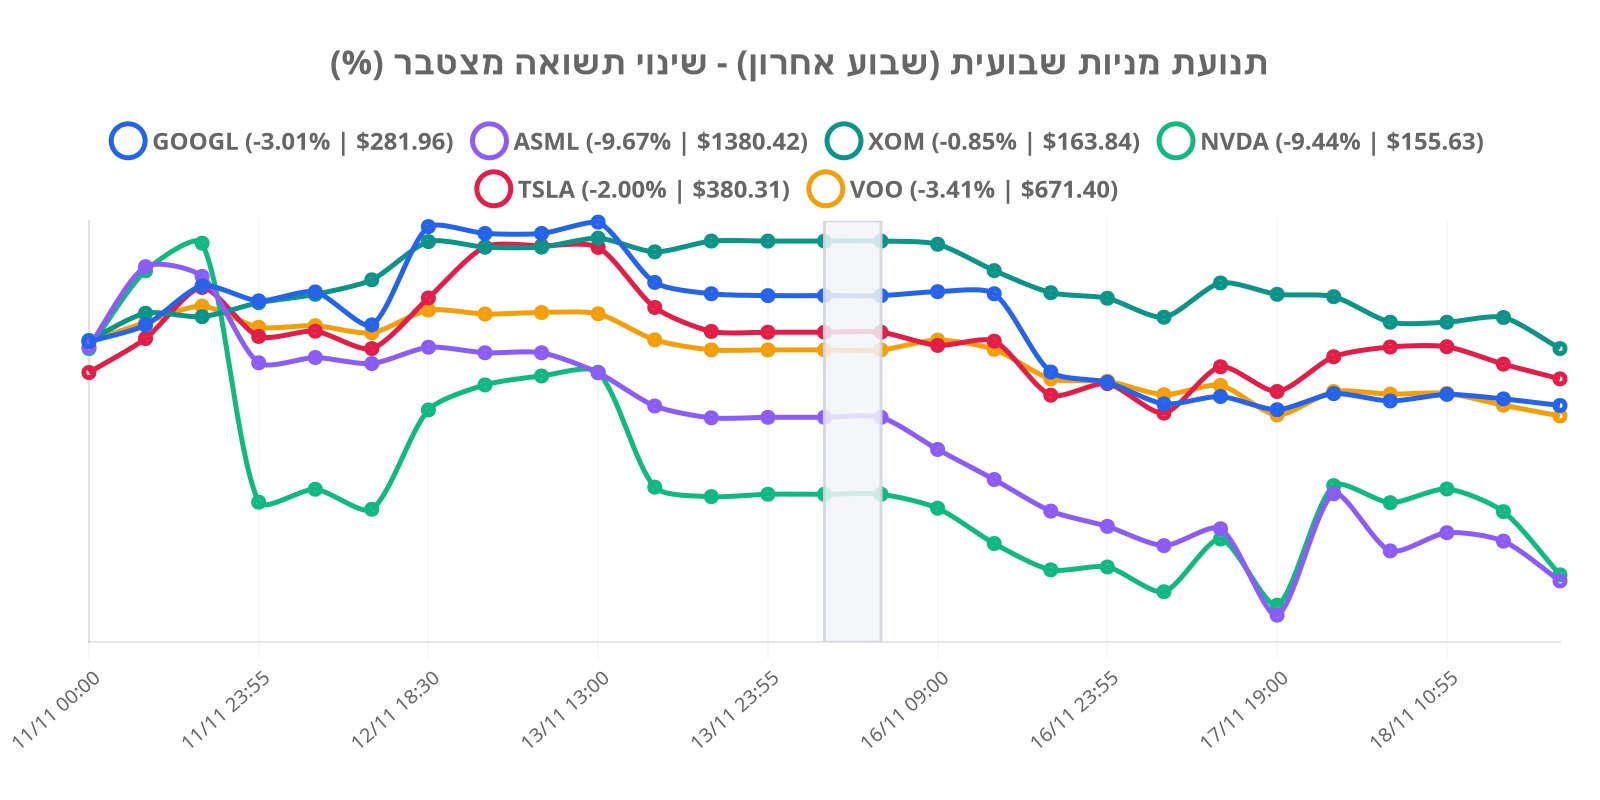 תנועת מניות שבועית (שבוע אחרון) - שינוי תשואה מצטבר (%)
GOOGL (-3.01% | $281.96) ASML (-9.67% | $1380.42) XOM (-0.85% | $163.84) NVDA (-9.44% | $155.63)
TSLA (-2.00% | $380.31) VOO (-3.41% | $671.40)
11/11 00:00 11/11 23:55 12/11 18:30 13/11 13:00 13/11 23:55 16/11 09:00 16/11 23:55 17/11 19:00 18/11 10:55